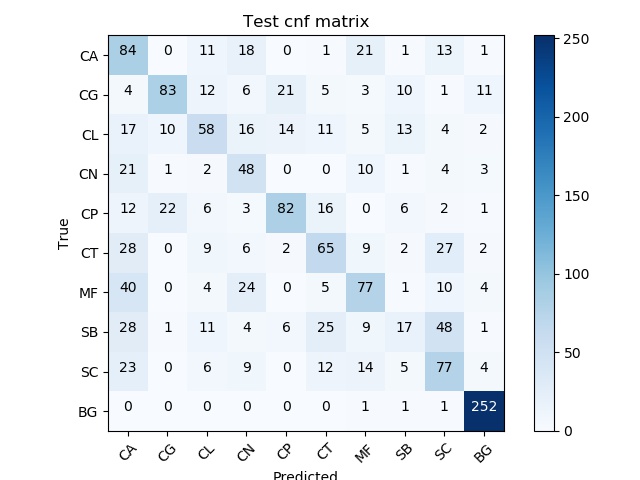 Test cnf matrix
CA 84 0 11 18 0 1 21 1 13 1
CG 4 83 12 6 21 5 3 10 1 11
CL 17 10 58 16 14 11 5 13 4 2
CN 21 1 2 48 0 0 10 1 4 3
CP 12 22 6 3 82 16 0 6 2 1
CT 28 0 9 6 2 65 9 2 27 2
MF 40 0 4 24 0 5 77 1 10 4
SB 28 1 11 4 6 25 9 17 48 1
SC 23 0 6 9 0 12 14 5 77 4
BG 0 0 0 0 0 0 1 1 1 252
CA CG CL CN CP CT MF SB SC BG
Predicted
True
250
200
150
100
50
0